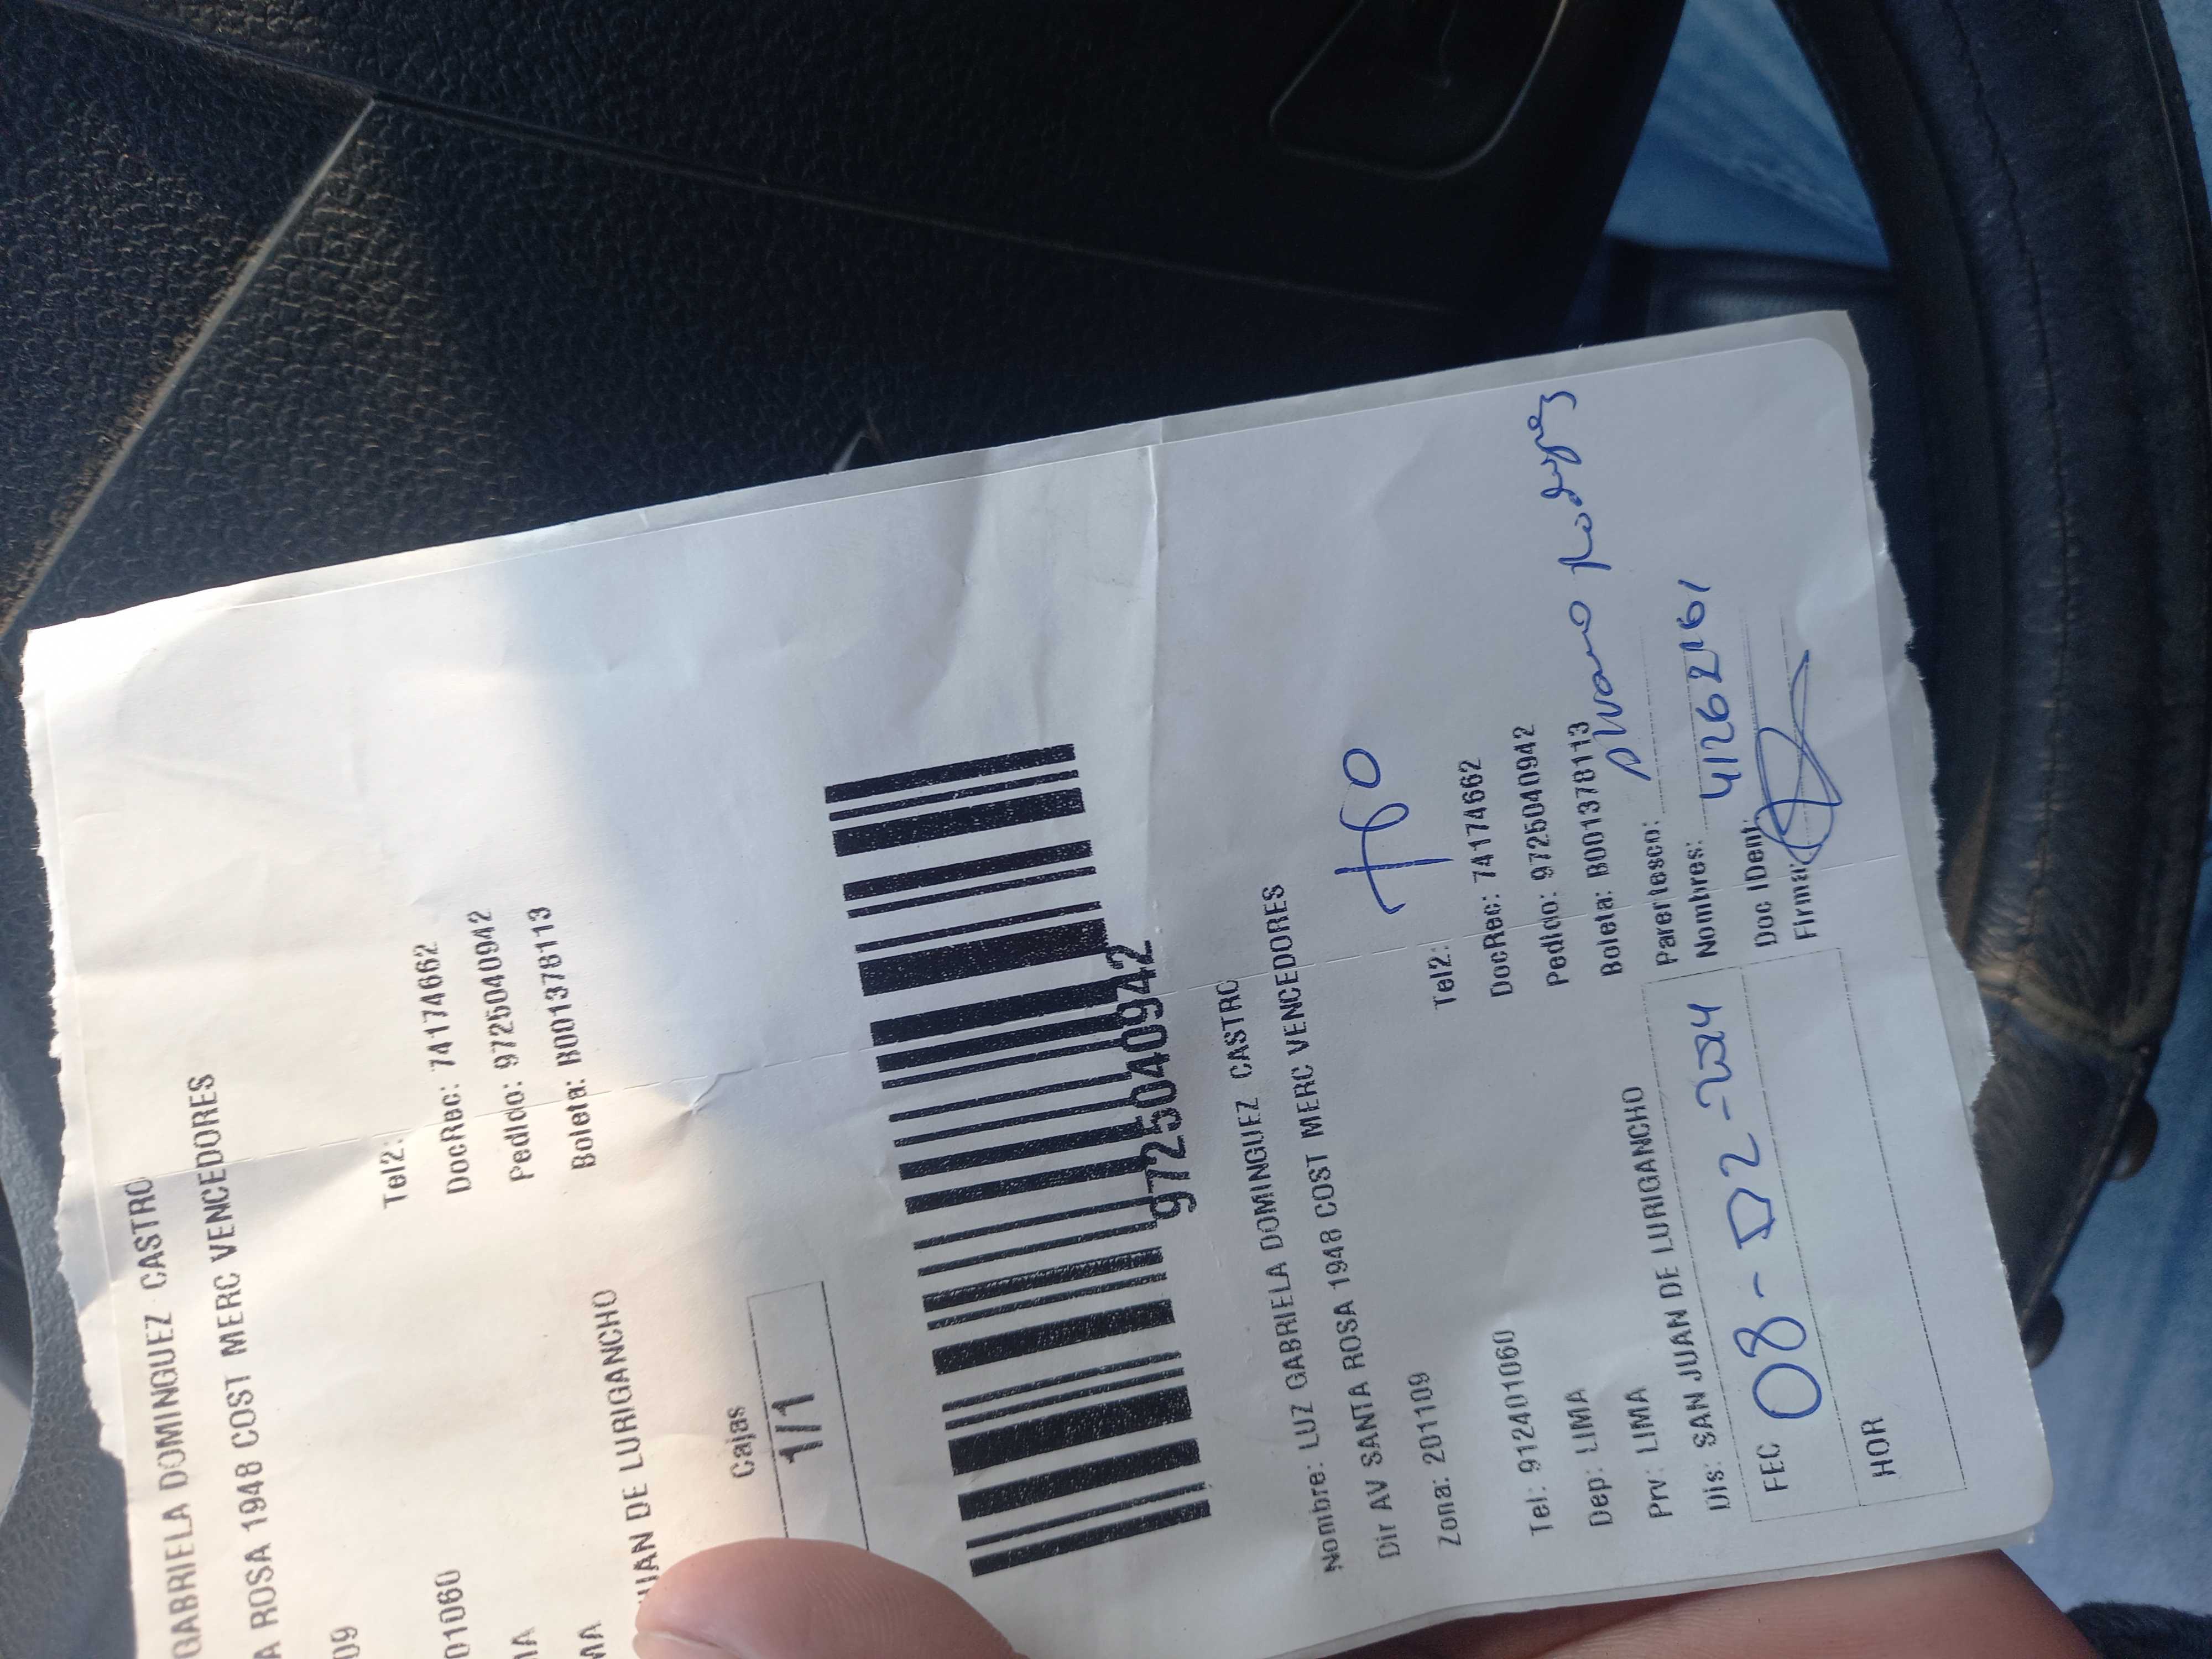 GABRIELA DOMINGUEZ CASTRO
A ROSA 1948 COST MERC VENCEDORES
09
Tel2:
01060
DocRec: 74174662
MA
Pedido: 9725040942
MA
Boleta: B001378113
JUAN DE LURIGANCHO
Cajas
1/1
9725040942
Nombre: LUZ GABRIELA DOMINGUEZ CASTRO
Dir AV SANTA ROSA 1948 COST MERC VENCEDORES
Zona: 201109
Tío
Tel: 912401060
Tel2:
Dep: LIMA
DocRec: 74174662
Prv: LIMA
Pedido: 9725040942
Dis: SAN JUAN DE LURIGANCHO
Boleta: B001378113
Parentesco:
FEC 08-02-2024
Nombres:
41262161
Doc IDent:
HOR
Firma: